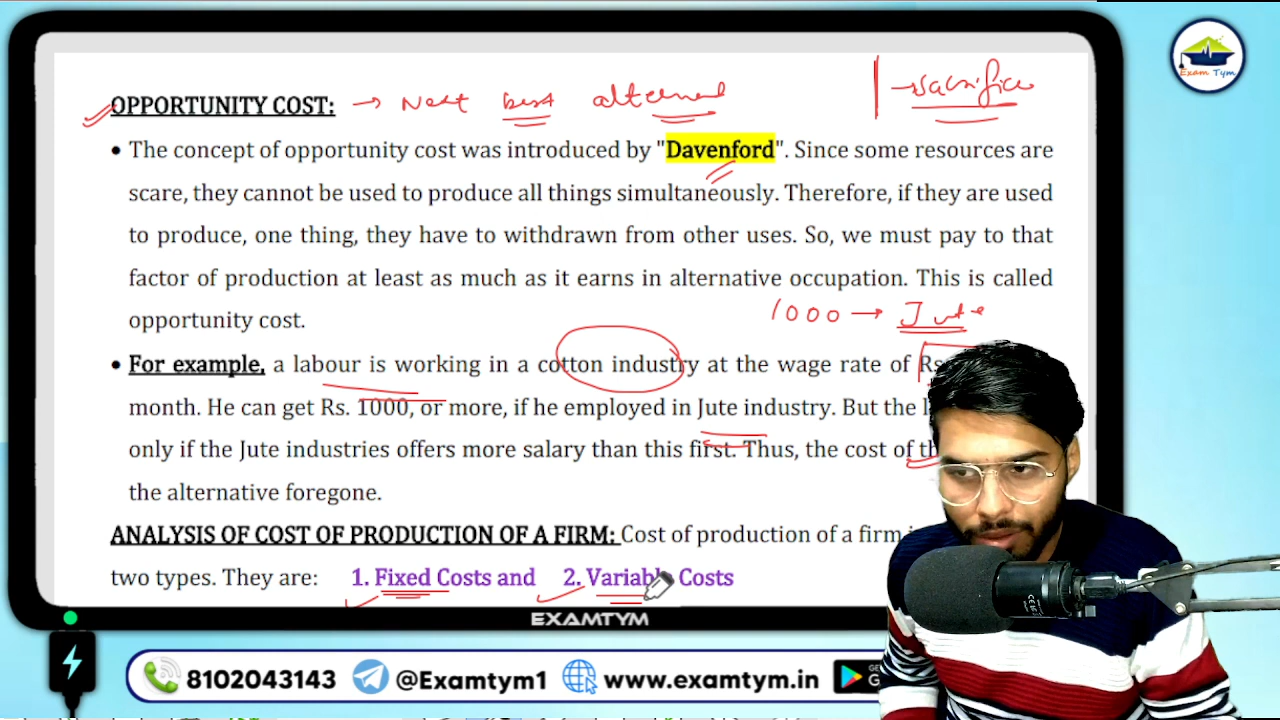 Exam Tym
OPPORTUNITY COST: → Next best alternat
→ sacrifice
• The concept of opportunity cost was introduced by "Davenford". Since some resources are
scare, they cannot be used to produce all things simultaneously. Therefore, if they are used
to produce, one thing, they have to withdrawn from other uses. So, we must pay to that
factor of production at least as much as it earns in alternative occupation. This is called
opportunity cost.
1000 → Jute
• For example, a labour is working in a cotton industry at the wage rate of Rs
month. He can get Rs. 1000, or more, if he employed in Jute industry. But the
only if the Jute industries offers more salary than this first. Thus, the cost of
the alternative foregone.
ANALYSIS OF COST OF PRODUCTION OF A FIRM: Cost of production of a firm
two types. They are: 1. Fixed Costs and 2. Variable Costs
EXAMTYM
8102043143 @Examtym1 www.examtym.in